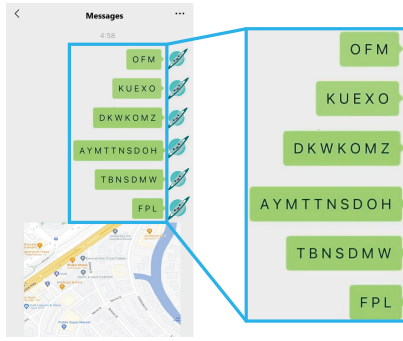 Messages
4:58
OFM
KUEXO
DKWKOMZ
AYMTTNSDOH
TBNSDMW
FPL
OFM
KUEXO
DKWKOMZ
AYMTTNSDOH
TBNSDMW
FPL